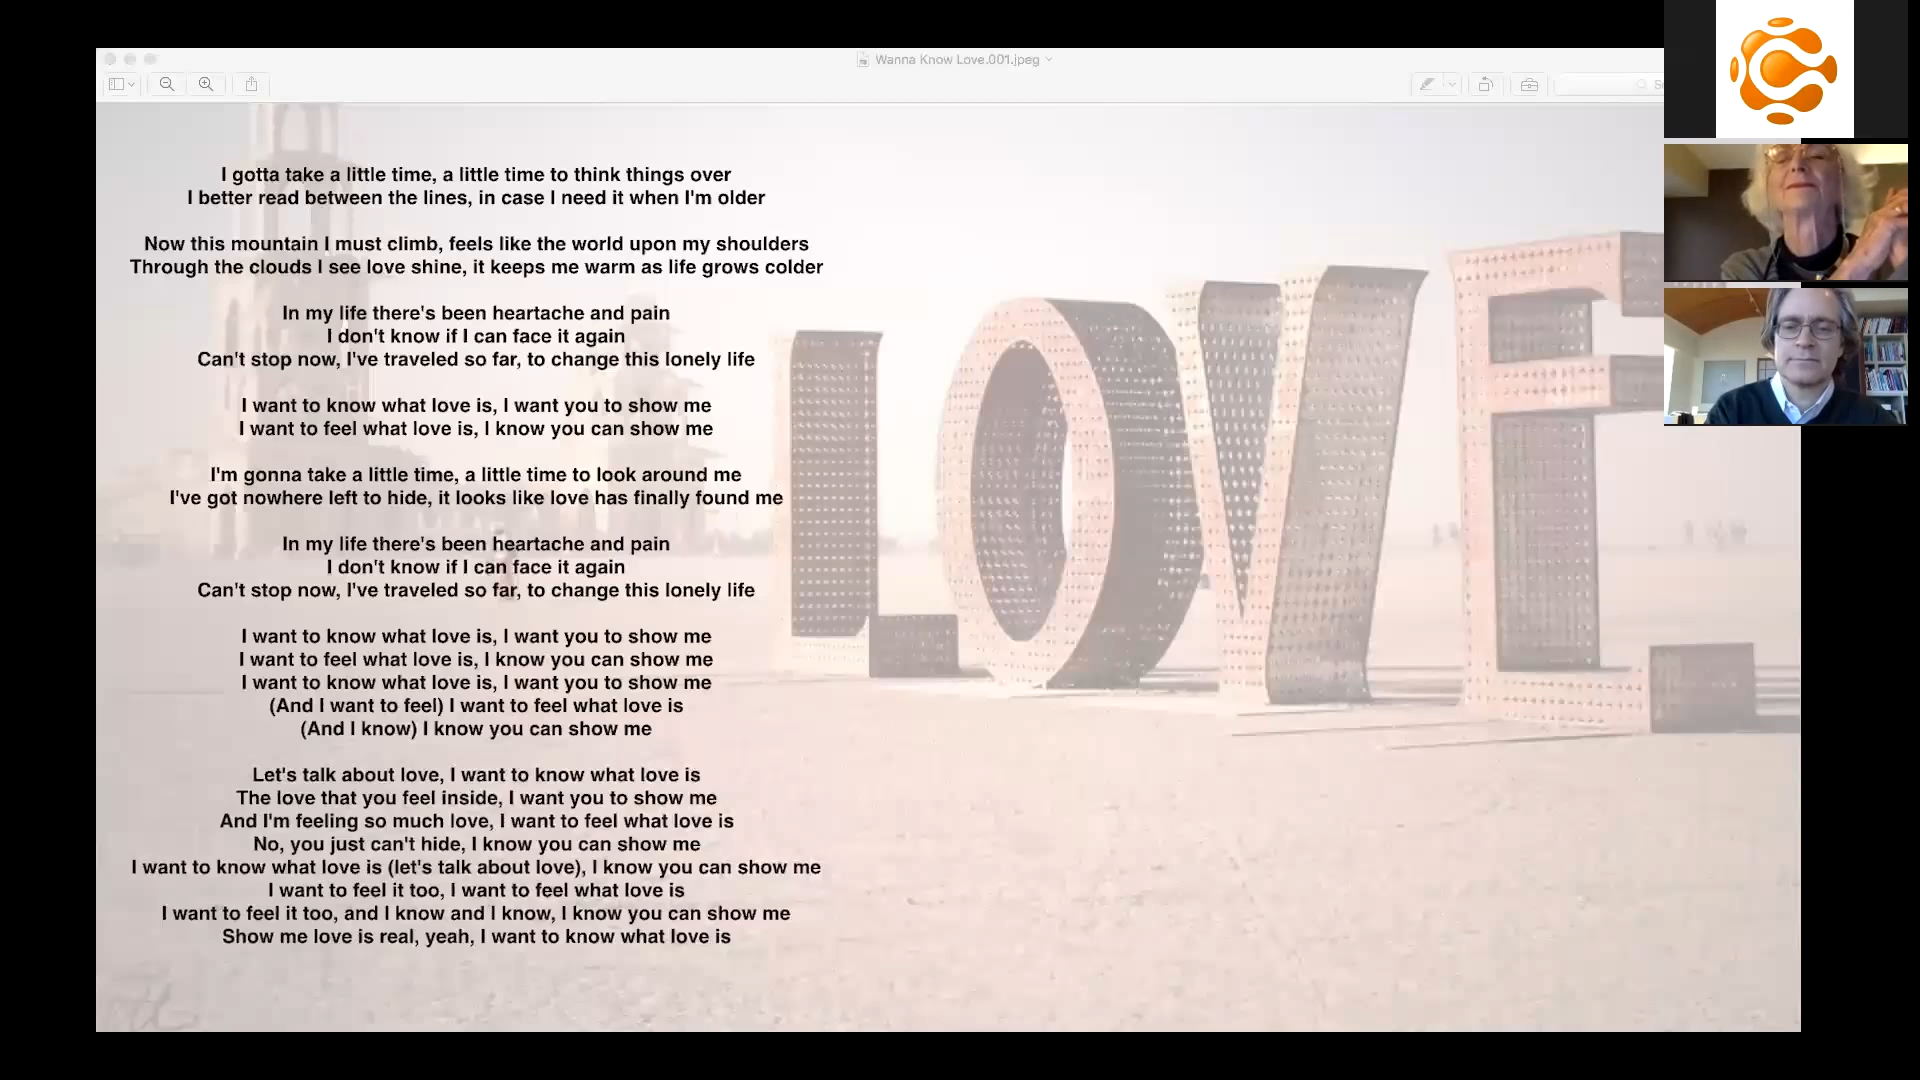 Wanna Know Love.001.jpeg
I gotta take a little time, a little time to think things over
I better read between the lines, in case I need it when I'm older
Now this mountain I must climb, feels like the world upon my shoulders
Through the clouds I see love shine, it keeps me warm as life grows colder
In my life there's been heartache and pain
I don't know if I can face it again
Can't stop now, I've traveled so far, to change this lonely life
I want to know what love is, I want you to show me
I want to feel what love is, I know you can show me
I'm gonna take a little time, a little time to look around me
I've got nowhere left to hide, it looks like love has finally found me
In my life there's been heartache and pain
I don't know if I can face it again
Can't stop now, I've traveled so far, to change this lonely life
I want to know what love is, I want you to show me
I want to feel what love is, I know you can show me
I want to know what love is, I want you to show me
(And I want to feel) I want to feel what love is
(And I know) I know you can show me
Let's talk about love, I want to know what love is
The love that you feel inside, I want you to show me
And I'm feeling so much love, I want to feel what love is
No, you just can't hide, I know you can show me
I want to know what love is (let's talk about love), I know you can show me
I want to feel it too, I want to feel what love is
I want to feel it too, and I know and I know, I know you can show me
Show me love is real, yeah, I want to know what love is
LOVE